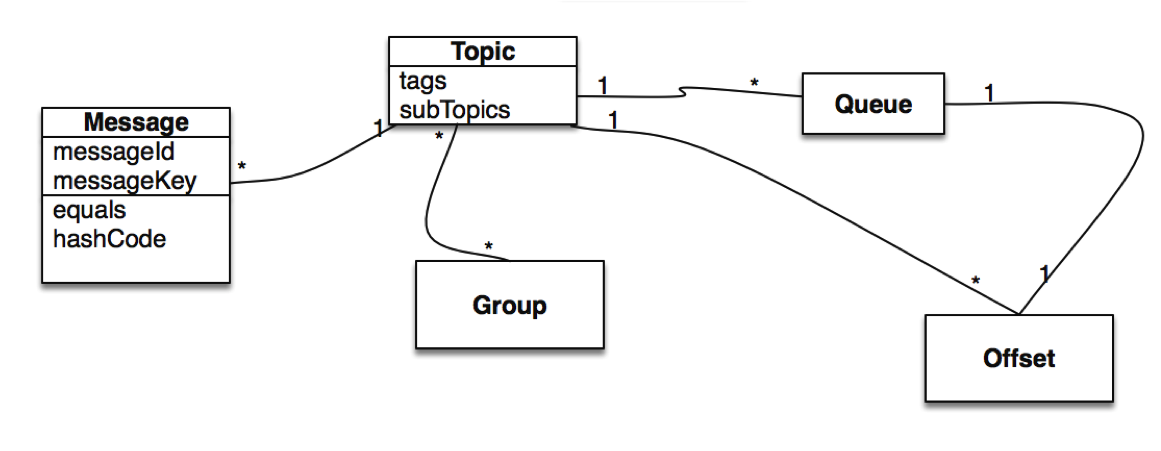 Topic
tags
subTopics
1
*
Queue
1
1
Message
messageId
messageKey
equals
hashCode
*
1
*
*
Group
*
1
Offset